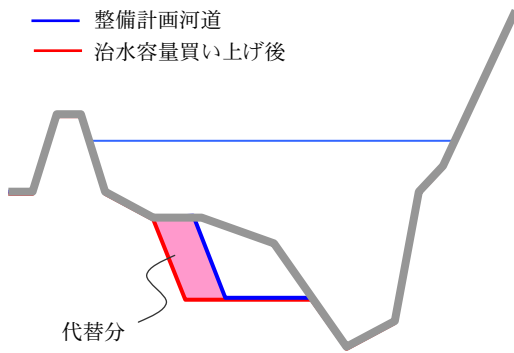 整備計画河道
治水容量買い上げ後
代替分